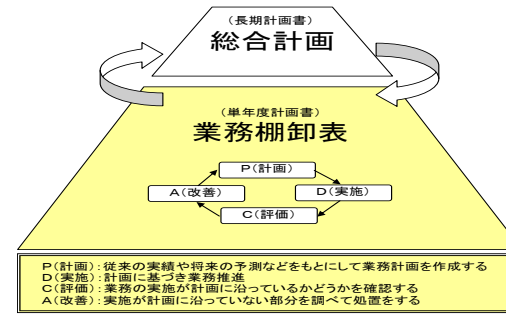 (長期計画書)
総合計画
(単年度計画書)
業務棚卸表
P(計画)
A(改善)
D(実施)
C(評価)
P(計画):従来の実績や将来の予測などをもとにして業務計画を作成する
D(実施):計画に基づき業務推進
C(評価):業務の実施が計画に沿っているかどうかを確認する
A(改善):実施が計画に沿っていない部分を調べて処置をする